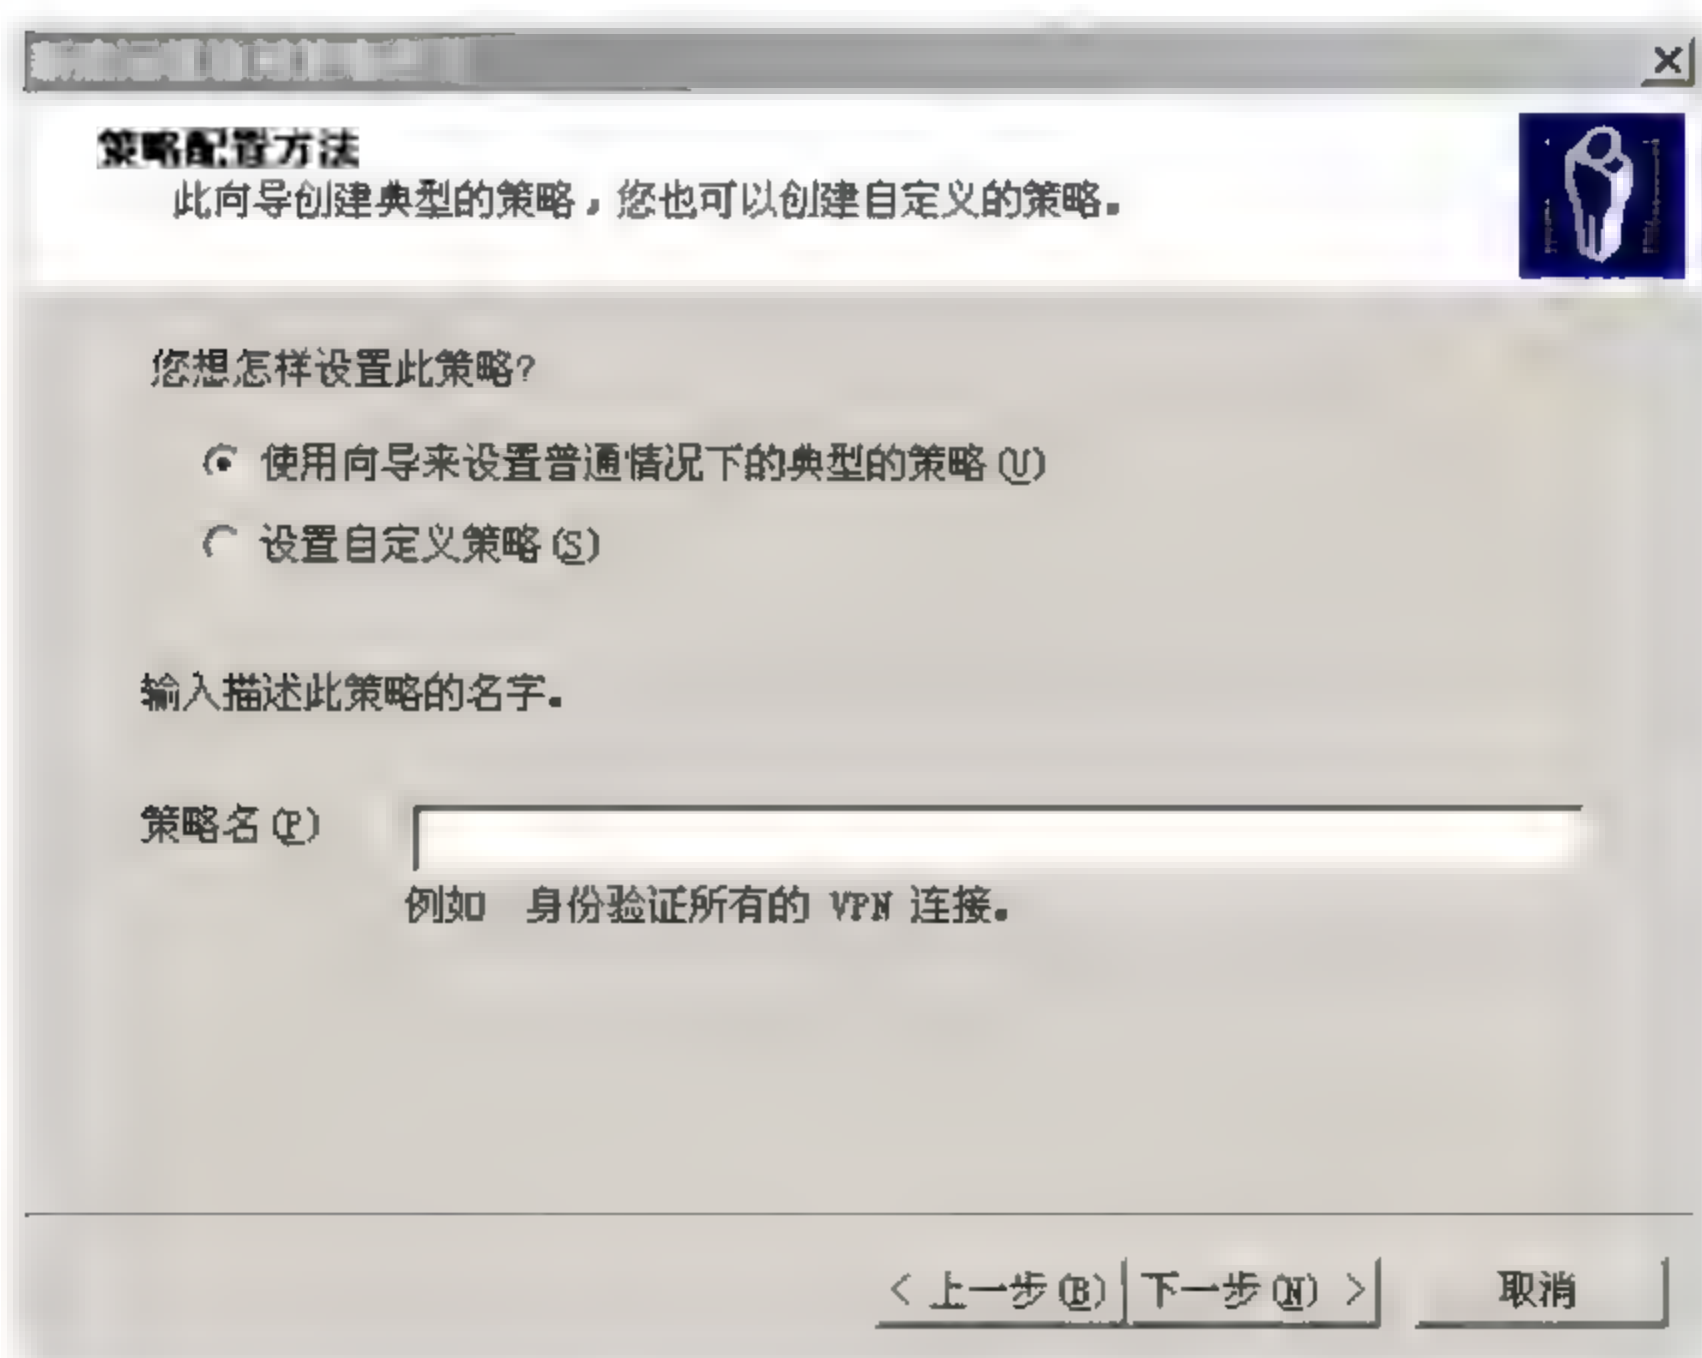 策略配置方法
此向导创建典型的策略，您也可以创建自定义的策略。
您想怎样设置此策略?
使用向导来设置普通情况下的典型的策略(U)
设置自定义策略(S)
输入描述此策略的名字。
策略名(P)
例如 身份验证所有的 VPN 连接。
< 上一步(B) 下一步(N) > 取消